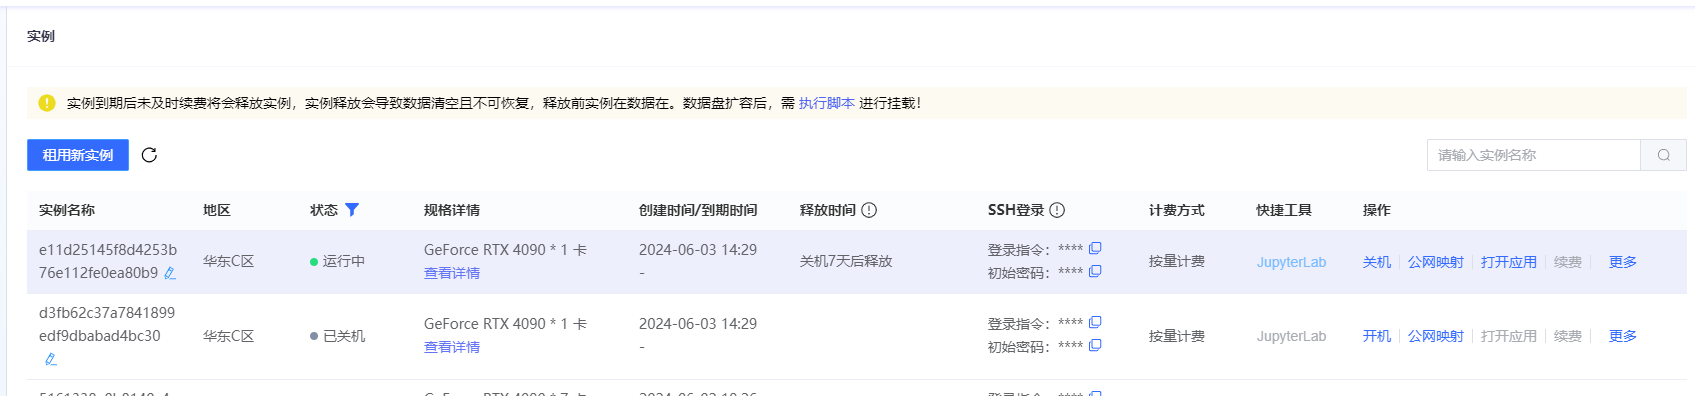 实例
实例到期后未及时续费将会释放实例，实例释放会导致数据清空且不可恢复，释放前实例在数据在。数据盘扩容后，需 执行脚本 进行挂载！
租用新实例
请输入实例名称
实例名称 地区 状态 规格详情 创建时间/到期时间 释放时间 SSH登录 计费方式 快捷工具 操作
e11d25145f8d4253b GeForce RTX 4090 * 1 卡 2024-06-03 14:29 登录指令：****
华东C区 运行中 关机7天后释放 按量计费 JupyterLab 关机 公网映射 打开应用 续费 更多
76e112fe0ea80b9 查看详情 - 初始密码：****
d3fb62c37a7841899
GeForce RTX 4090 * 1 卡 2024-06-03 14:29 登录指令：****
edf9dbabad4bc30 华东C区 已关机 按量计费 JupyterLab 开机 公网映射 打开应用 续费 更多
查看详情 - 初始密码：****